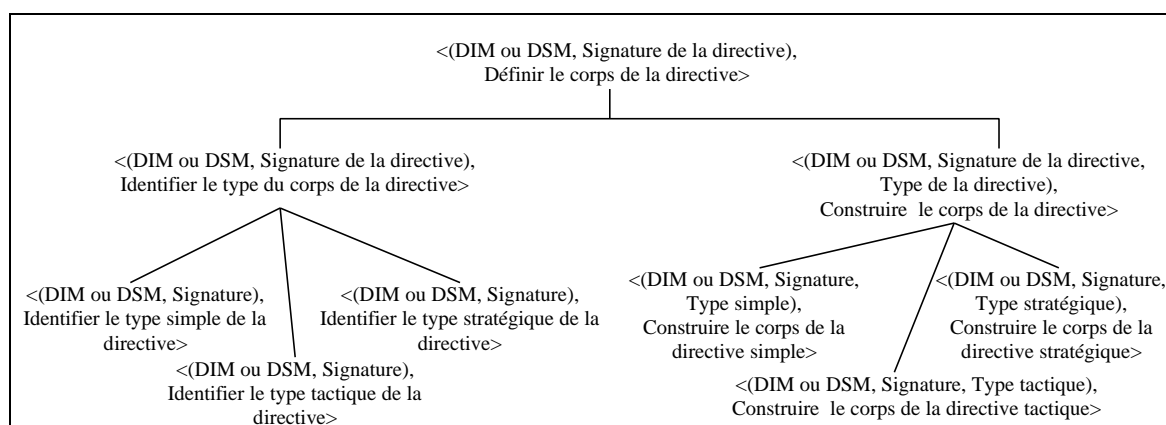 <(DIM ou DSM, Signature de la directive),
Définir le corps de la directive>
<(DIM ou DSM, Signature de la directive),
Identifier le type du corps de la directive>
<(DIM ou DSM, Signature de la directive,
Type de la directive),
Construire le corps de la directive>
<(DIM ou DSM, Signature),
Identifier le type simple de la
directive>
<(DIM ou DSM, Signature),
Identifier le type tactique de la
directive>
<(DIM ou DSM, Signature),
Identifier le type stratégique de la
directive>
<(DIM ou DSM, Signature,
Type simple),
Construire le corps de la
directive simple>
<(DIM ou DSM, Signature, Type tactique),
Construire le corps de la directive tactique>
<(DIM ou DSM, Signature,
Type stratégique),
Construire le corps de la
directive stratégique>